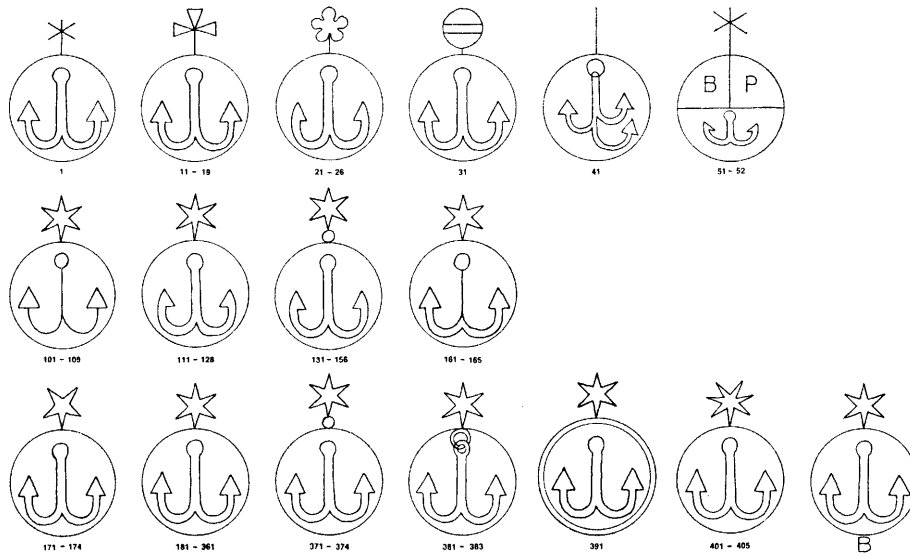 B P
1 11 – 19 21 – 26 31 41 51 – 52
101 – 109 111 – 128 131 – 156 161 – 165
171 – 174 181 – 361 371 – 374 381 – 383 391 401 – 405 B